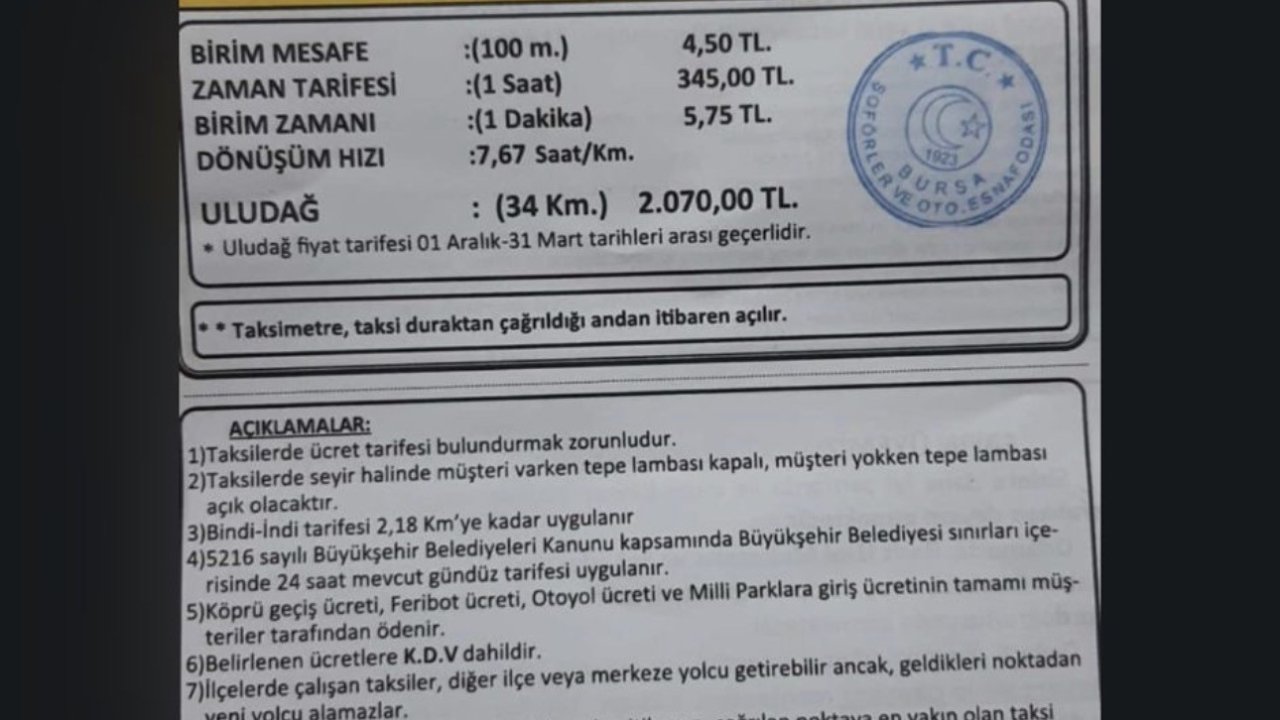 BİRİM MESAFE :(100 m.) 4,50 TL.
ZAMAN TARİFESİ :(1 Saat) 345,00 TL.
BİRİM ZAMANI :(1 Dakika) 5,75 TL.
DÖNÜŞÜM HIZI :7,67 Saat/Km.
ULUDAĞ : (34 Km.) 2.070,00 TL.
* Uludağ fiyat tarifesi 01 Aralık-31 Mart tarihleri arası geçerlidir.
T.C.
ŞOFÖRLER VE OTO.ESNAFODASI
1923
BURSA
* * Taksimetre, taksi duraktan çağrıldığı andan itibaren açılır.
AÇIKLAMALAR:
1)Taksilerde ücret tarifesi bulundurmak zorunludur.
2)Taksilerde seyir halinde müşteri varken tepe lambası kapalı, müşteri yokken tepe lambası
açık olacaktır.
3)Bindi-İndi tarifesi 2,18 Km'ye kadar uygulanır
4)5216 sayılı Büyükşehir Belediyeleri Kanunu kapsamında Büyükşehir Belediyesi sınırları içe-
risinde 24 saat mevcut gündüz tarifesi uygulanır.
5)Köprü geçiş ücreti, Feribot ücreti, Otoyol ücreti ve Milli Parklara giriş ücretinin tamamı müş-
teriler tarafından ödenir.
6)Belirlenen ücretlere K.D.V dahildir.
7)İlçelerde çalışan taksiler, diğer ilçe veya merkeze yolcu getirebilir ancak, geldikleri noktadan
yeni yolcu alamazlar.
noktaya en yakın olan taksi